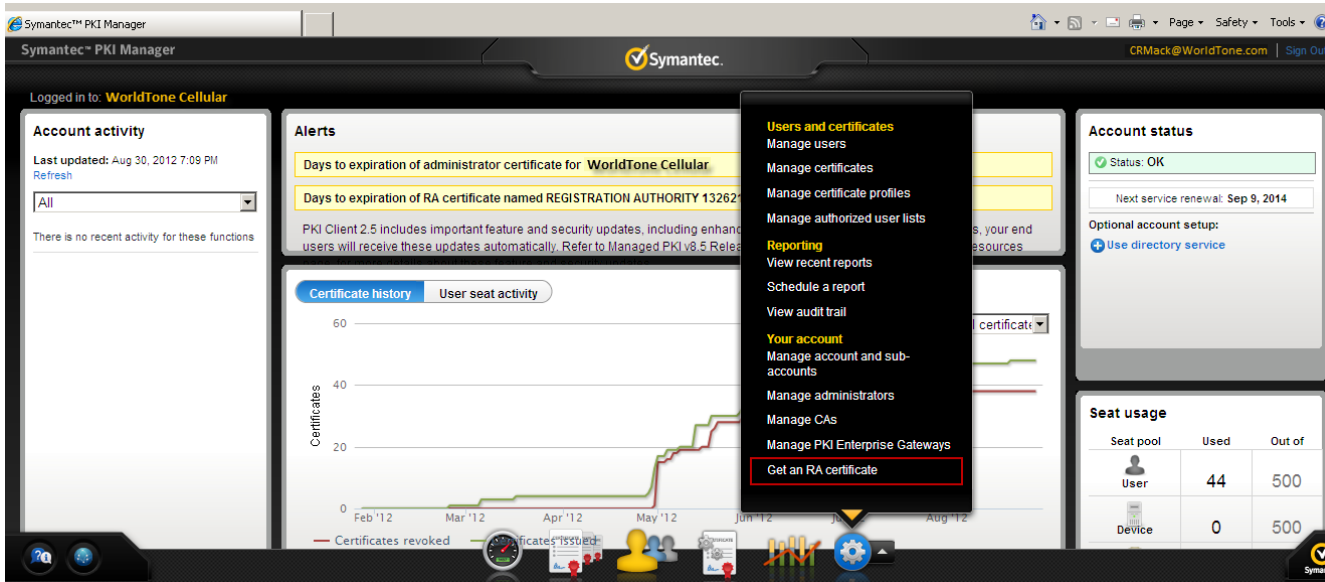 Symantec™ PKI Manager
Page
Safety
Tools
Symantec™ PKI Manager
Symantec.
CRMack@WorldTone.com | Sign Out
Logged in to: WorldTone Cellular
Account activity
Last updated: Aug 30, 2012 7:09 PM
Refresh
All
There is no recent activity for these functions
Alerts
Days to expiration of administrator certificate for WorldTone Cellular
Days to expiration of RA certificate named REGISTRATION AUTHORITY 13262
PKI Client 2.5 includes important feature and security updates, including enhanc
s, your end
users will receive these updates automatically. Refer to Managed PKI v8.5 Relea
esources
Certificate history
User seat activity
l certificate
60
40
20
0
Certificates
Feb '12
Mar '12
Apr '12
May '12
Jun '12
Aug '12
Certificates revoked
Users and certificates
Manage users
Manage certificates
Manage certificate profiles
Manage authorized user lists
Reporting
View recent reports
Schedule a report
View audit trail
Your account
Manage account and sub-
accounts
Manage administrators
Manage CAs
Manage PKI Enterprise Gateways
Get an RA certificate
Account status
Status: OK
Next service renewal: Sep 9, 2014
Optional account setup:
Use directory service
Seat usage
Seat pool Used Out of
User 44 500
Device 0 500